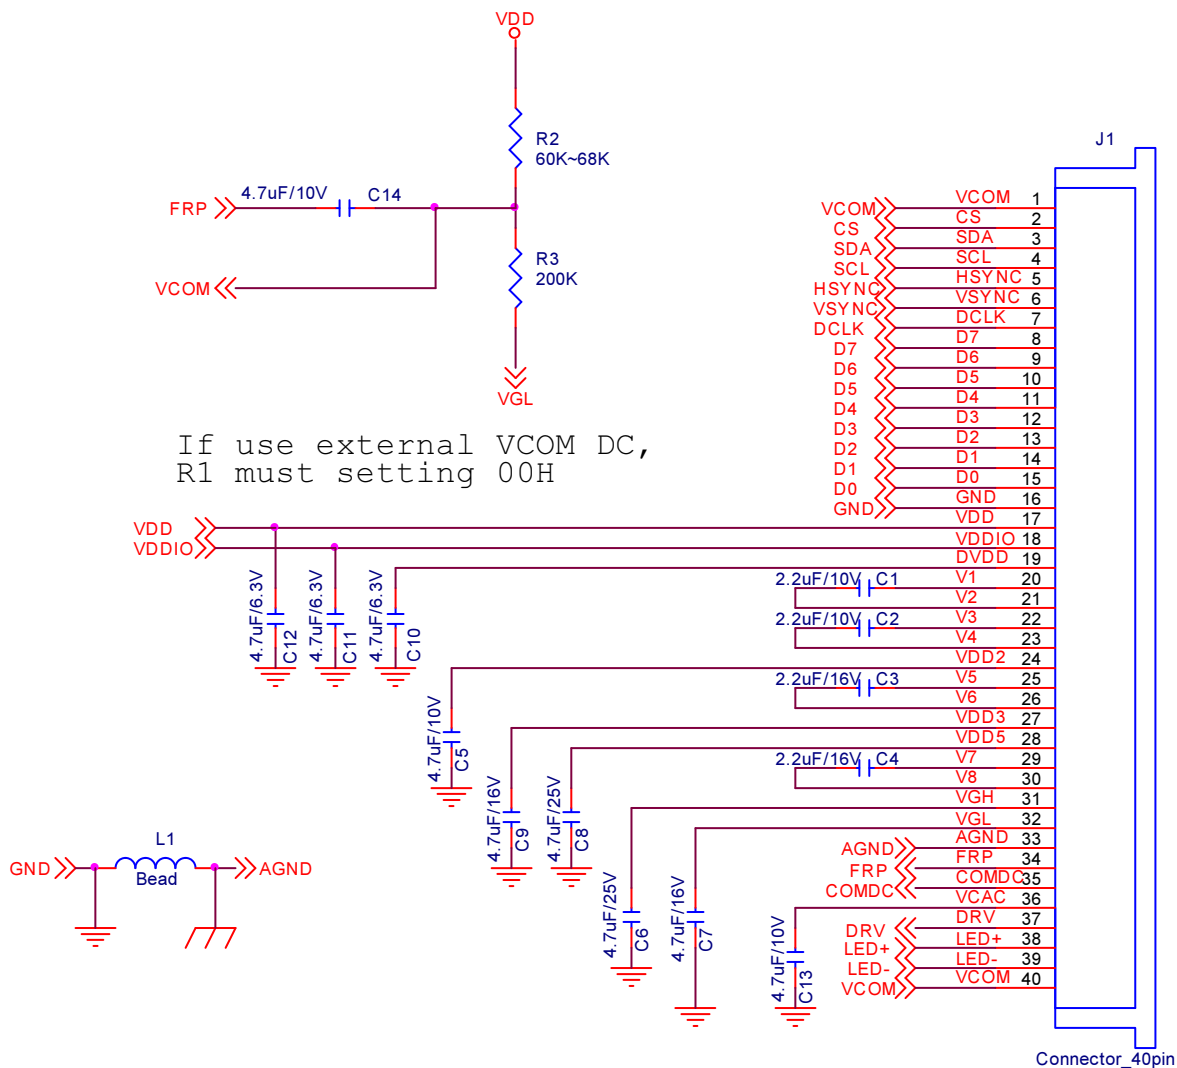 VDD
R2
60K~68K
4.7uF/10V
C14
FRP
R3
200K
VCOM
VGL
If use external VCOM DC,
R1 must setting 00H
J1
VCOM VCOM 1
CS CS 2
SDA SDA 3
SCL SCL 4
HSYNC HSYNC 5
VSYNC VSYNC 6
DCLK DCLK 7
D7 D7 8
D6 D6 9
D5 D5 10
D4 D4 11
D3 D3 12
D2 D2 13
D1 D1 14
D0 D0 15
GND GND 16
VDD VDD 17
VDDIO VDDIO 18
DVDD 19
2.2uF/10V C1 V1 20
V2 21
2.2uF/10V C2 V3 22
V4 23
VDD2 24
2.2uF/16V C3 V5 25
V6 26
VDD3 27
VDD5 28
2.2uF/16V C4 V7 29
V8 30
VGH 31
VGL 32
AGND AGND 33
FRP FRP 34
COMDC COMDC 35
VCAC 36
DRV DRV 37
LED+ LED+ 38
LED- LED- 39
VCOM VCOM 40
Connector_40pin
4.7uF/6.3V
C12
4.7uF/6.3V
C11
4.7uF/6.3V
C10
4.7uF/10V
C5
4.7uF/16V
C9
4.7uF/25V
C8
4.7uF/25V
C6
4.7uF/16V
C7
4.7uF/10V
C13
L1
GND
Bead
AGND